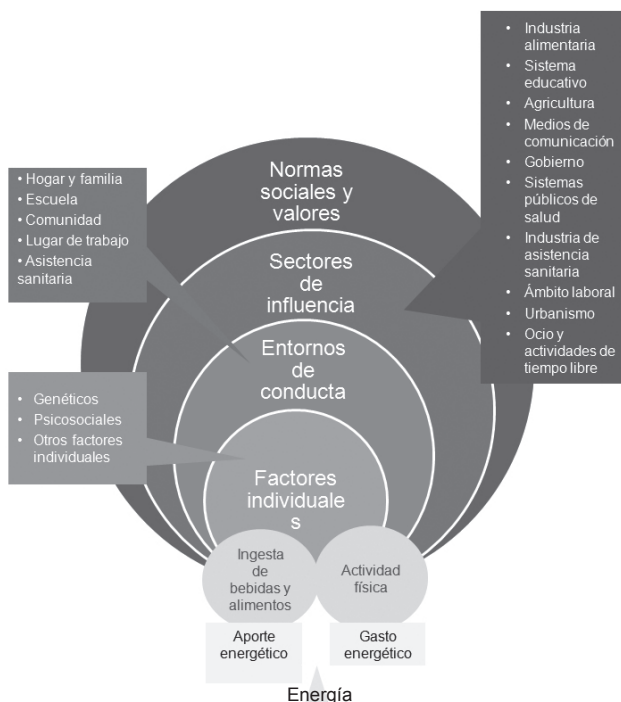 • Industria
alimentaria
• Sistema
educativo
• Agricultura
• Medios de
comunicación
• Gobierno
• Sistemas
públicos de
salud
• Industria de
asistencia
sanitaria
• Ámbito laboral
• Urbanismo
• Ocio y
actividades de
tiempo libre
Normas
sociales y
valores
• Hogar y familia
• Escuela
• Comunidad
• Lugar de trabajo
• Asistencia
sanitaria
Sectores
de
influencia
Entornos
de
conducta
• Genéticos
• Psicosociales
• Otros factores
individuales
Factores
individuale
s
Ingesta
de
bebidas y
alimentos
Actividad
física
Aporte
energético
Gasto
energético
Energía